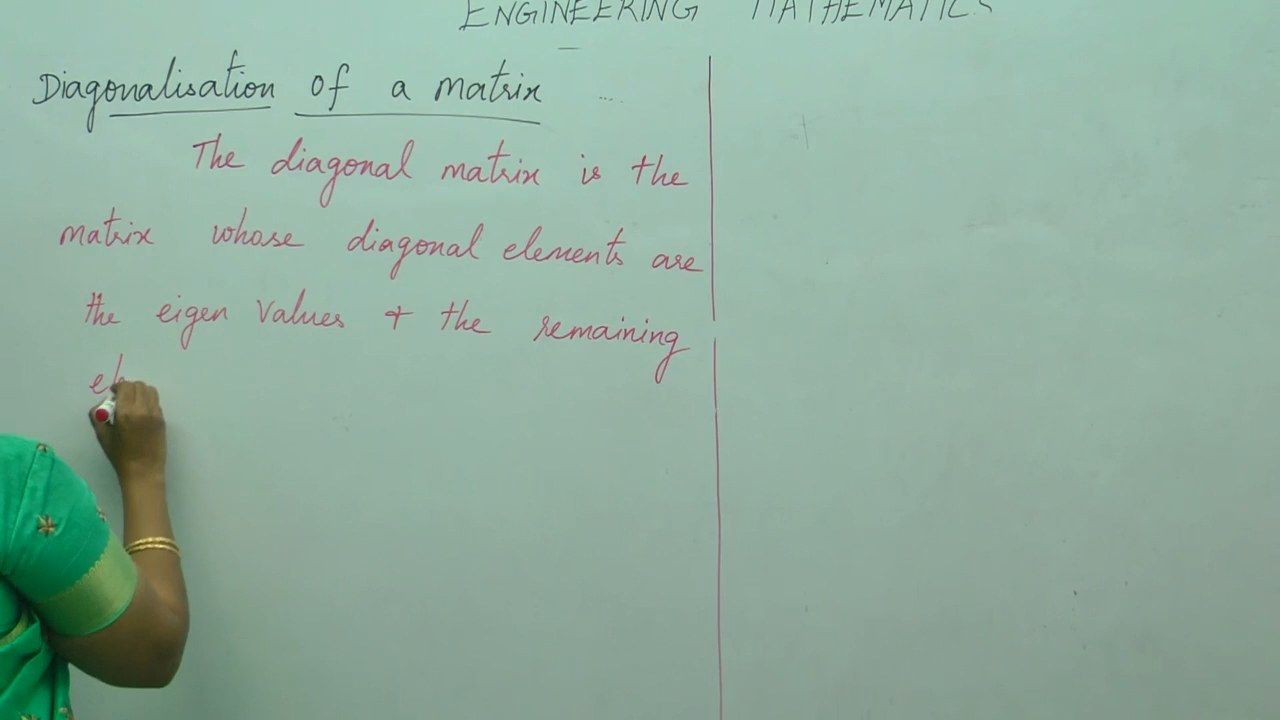 ENGINEERING MATHEMATICS
Diagonalisation of a matrix
The diagonal matrix is the
matrix whose diagonal elements are
the eigen values & the remaining